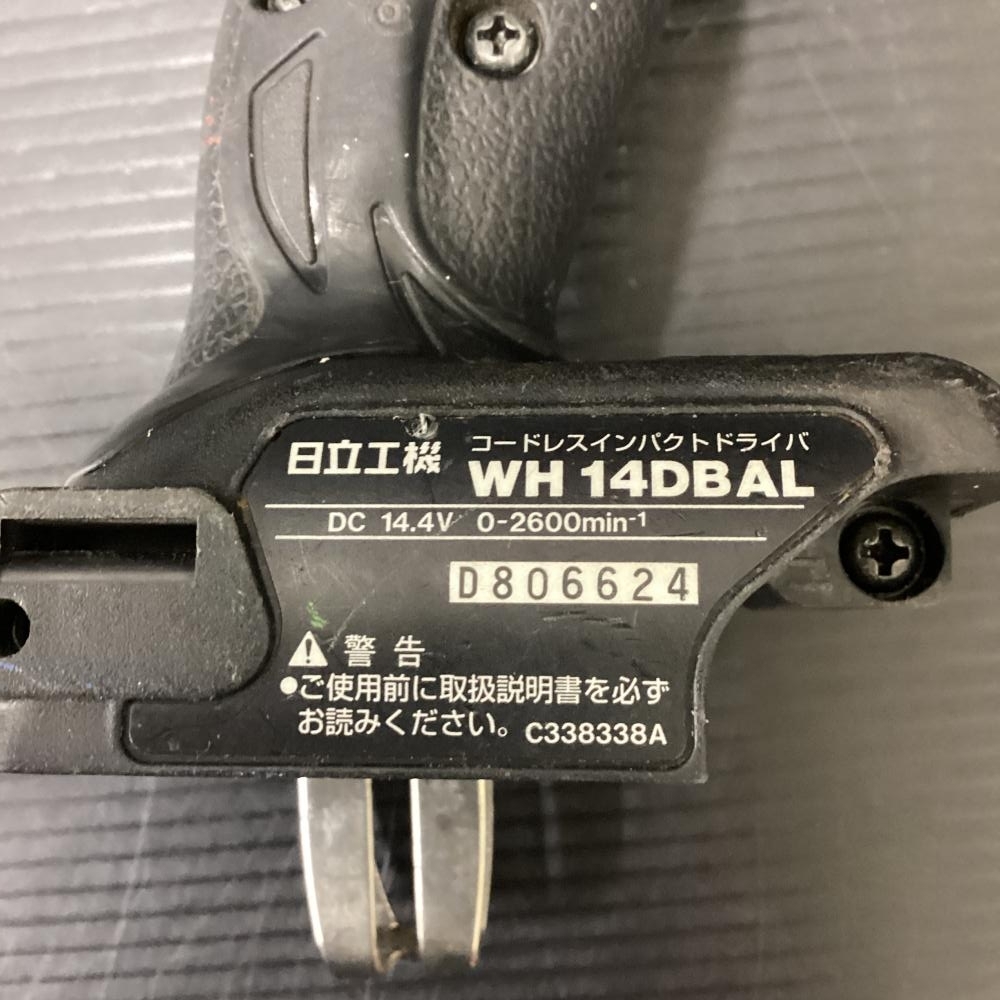 日立工機 コードレスインパクトドライバ
WH 14DBAL
DC 14.4V 0-2600min⁻¹
D806624
⚠ 警告
●ご使用前に取扱説明書を必ず
お読みください。 C338338A